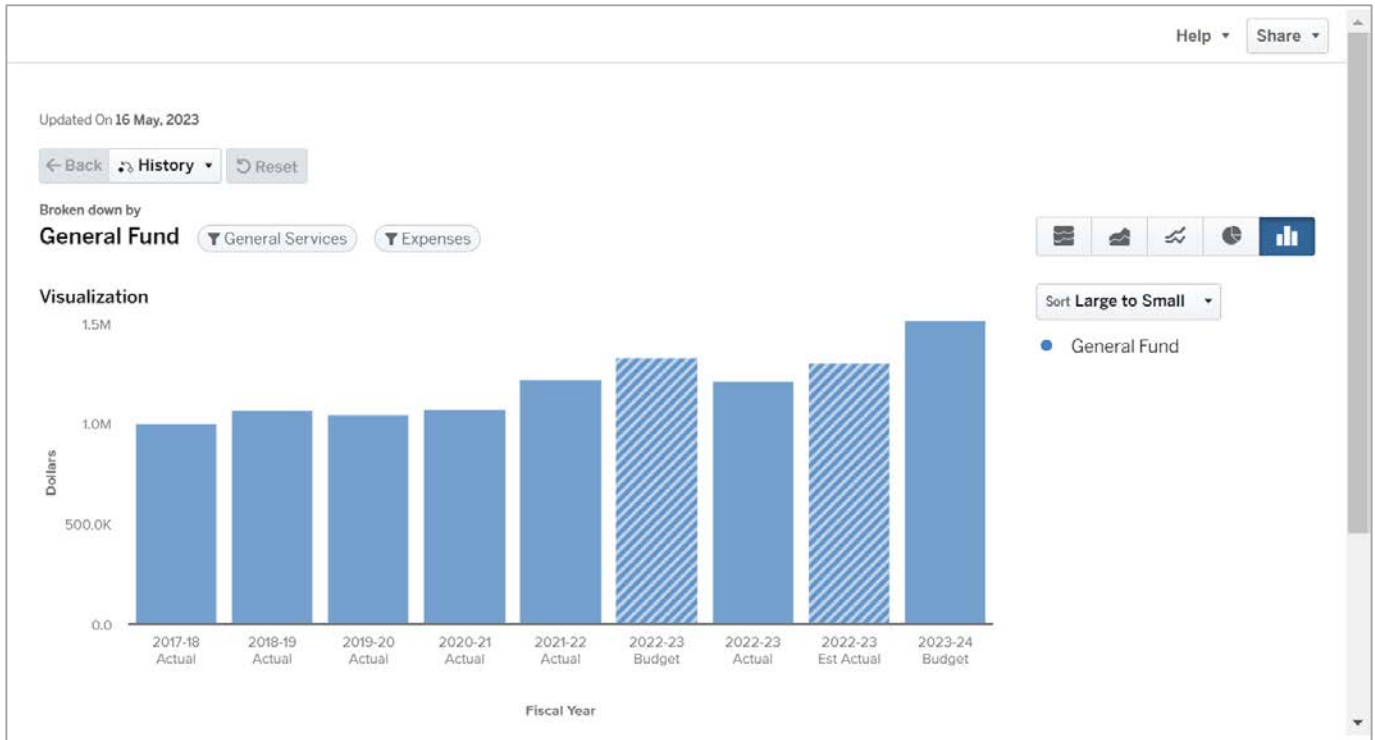 Help Share
Updated On 16 May, 2023
Back History Reset
Broken down by
General Fund General Services Expenses
Visualization
Sort Large to Small
General Fund
1.5M
1.0M
500.0K
0.0
Dollars
2017-18 2018-19 2019-20 2020-21 2021-22 2022-23 2022-23 2022-23 2023-24
Actual Actual Actual Actual Actual Budget Actual Est Actual Budget
Fiscal Year